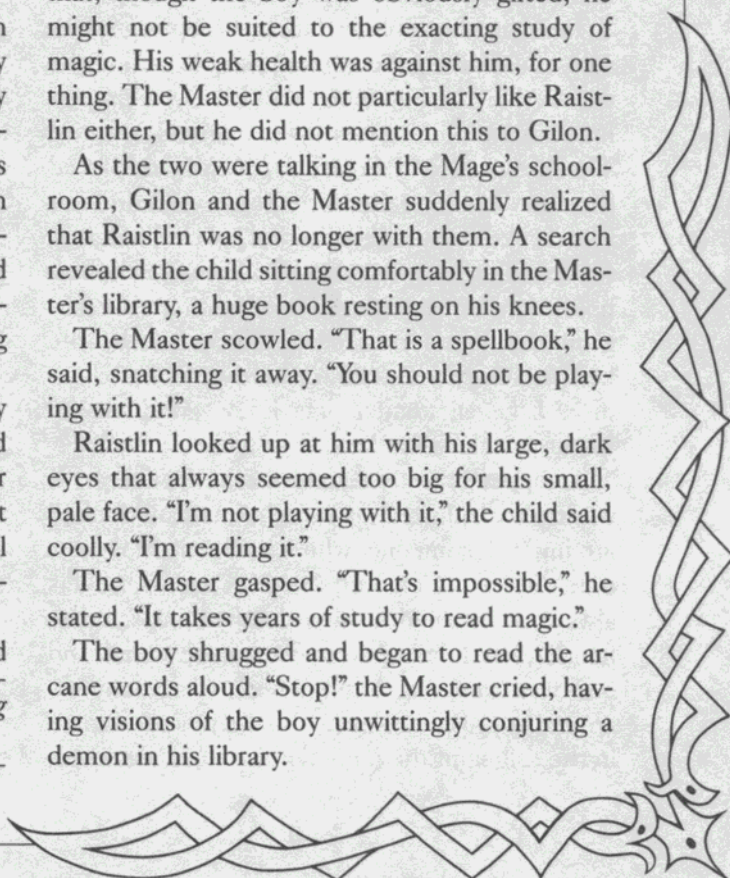 might not be suited to the exacting study of
magic. His weak health was against him, for one
thing. The Master did not particularly like Raist-
lin either, but he did not mention this to Gilon.
As the two were talking in the Mage's school-
room, Gilon and the Master suddenly realized
that Raistlin was no longer with them. A search
revealed the child sitting comfortably in the Mas-
ter's library, a huge book resting on his knees.
The Master scowled. “That is a spellbook,” he
said, snatching it away. “You should not be play-
ing with it!”
Raistlin looked up at him with his large, dark
eyes that always seemed too big for his small,
pale face. “I'm not playing with it,” the child said
coolly. “I'm reading it.”
The Master gasped. “That's impossible,” he
stated. “It takes years of study to read magic.”
The boy shrugged and began to read the ar-
cane words aloud. “Stop!” the Master cried, hav-
ing visions of the boy unwittingly conjuring a
demon in his library.